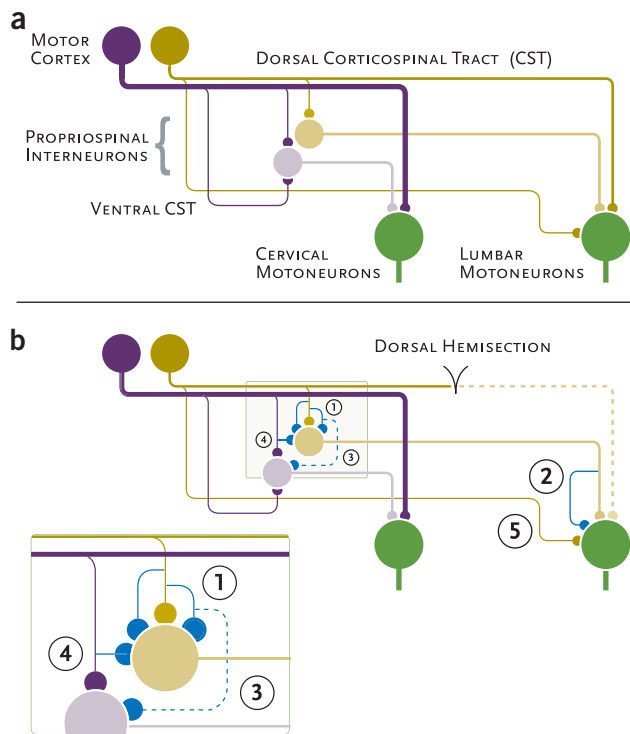 a
Motor
Cortex
Dorsal Corticospinal Tract (CST)
Propriospinal
Interneurons
Ventral CST
Cervical
Motoneurons
Lumbar
Motoneurons
b
Dorsal Hemisection
1
4
3
2
5
1
4
3